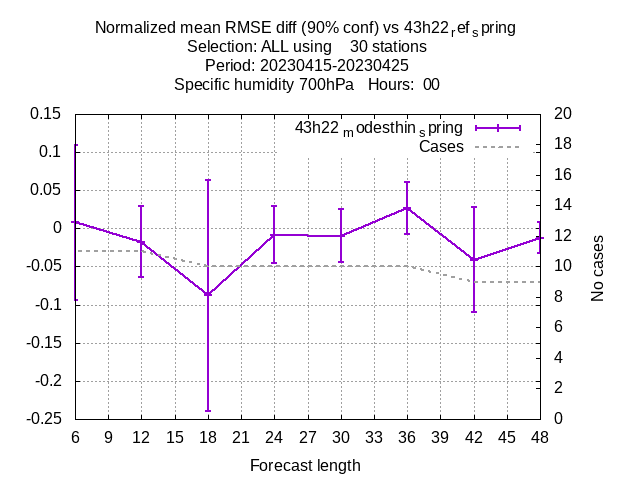 Normalized mean RMSE diff (90% conf) vs 43h22refspring
Selection: ALL using 30 stations
Period: 20230415-20230425
Specific humidity 700hPa Hours: 00
43h22modesthinspring
Cases
0.15
0.1
0.05
0
-0.05
-0.1
-0.15
-0.2
-0.25
20
18
16
14
12
10
8
6
4
2
0
No cases
6 9 12 15 18 21 24 27 30 33 36 39 42 45 48
Forecast length